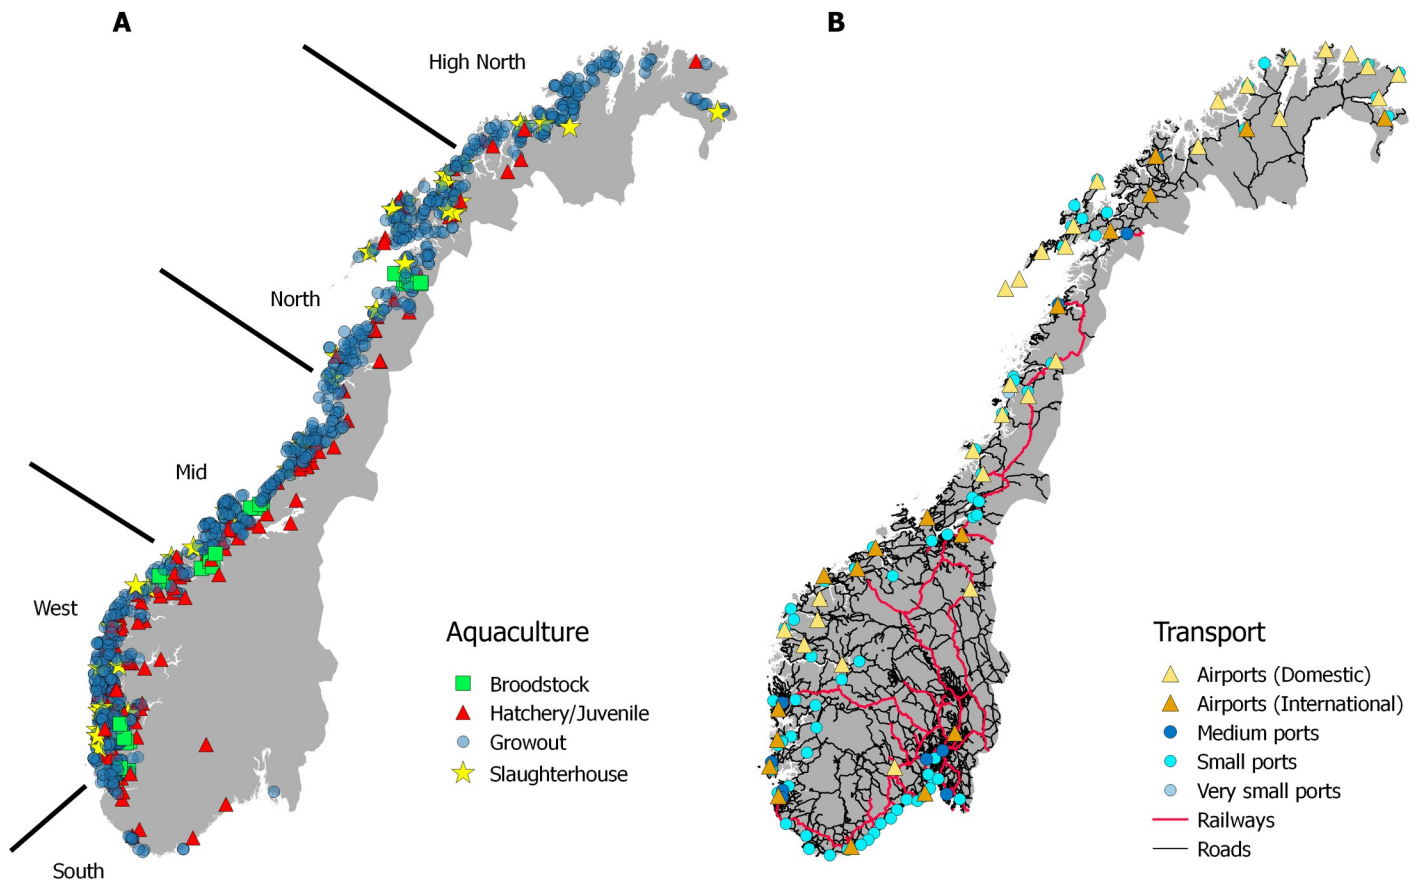 A
B
High North
North
Mid
West
South
Aquaculture
Broodstock
Hatchery/Juvenile
Growout
Slaughterhouse
Transport
Airports (Domestic)
Airports (International)
Medium ports
Small ports
Very small ports
Railways
Roads